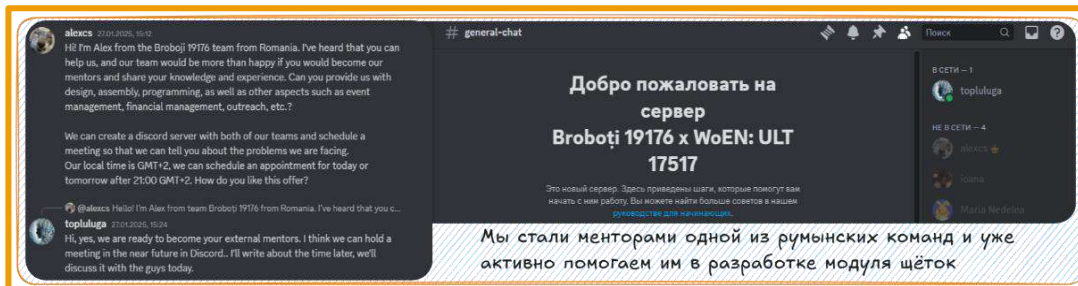 alexcs 27.01.2025, 15:12
Hi! I'm Alex from the Broboji 19176 team from Romania. I've heard that you can
help us, and our team would be more than happy if you would become our
mentors and share your knowledge and experience. Can you provide us with
design, assembly, programming, as well as other aspects such as event
management, financial management, outreach, etc.?
We can create a discord server with both of our teams and schedule a
meeting so that we can tell you about the problems we are facing.
Our local time is GMT+2, we can schedule an appointment for today or
tomorrow after 21:00 GMT+2. How do you like this offer?
@alexcs Hello! I'm Alex from team Broboți 19176 from Romania. I've heard that you c...
topluluga 27.01.2025, 15:24
Hi, yes, we are ready to become your external mentors. I think we can hold a
meeting in the near future in Discord.. I'll write about the time later, we'll
discuss it with the guys today.
# general-chat
Поиск
Добро пожаловать на
сервер
Broboți 19176 x WoEN: ULT
17517
Это новый сервер. Здесь приведены шаги, которые помогут вам
начать с ним работу. Вы можете найти больше советов в нашем
руководстве для начинающих.
В СЕТИ — 1
topluluga
НЕ В СЕТИ — 4
alexcs
ioana
Maria Nedelea
Мы стали менторами одной из румынских команд и уже
активно помогаем им в разработке модуля щёток